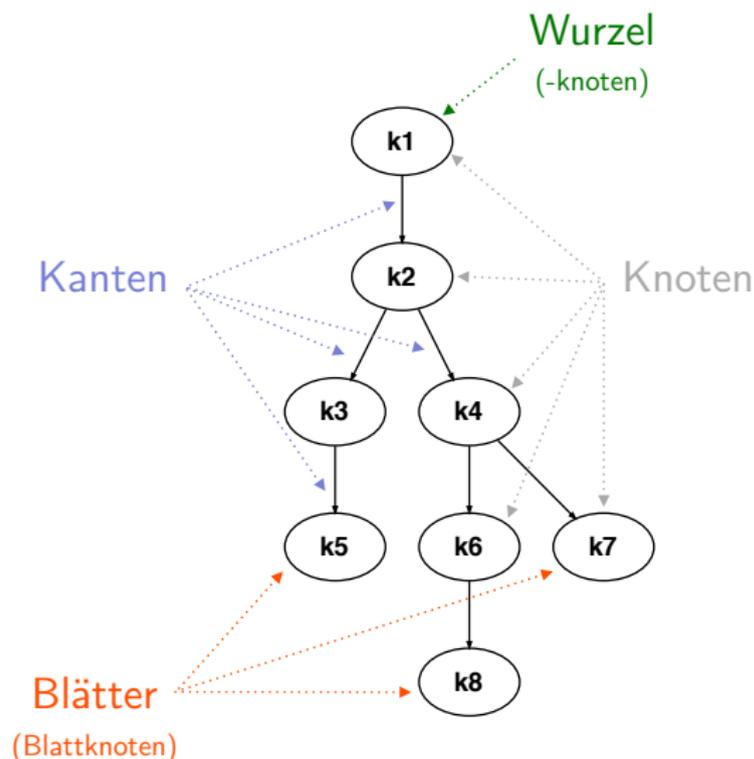 Wurzel
(-knoten)
k1
Kanten
k2
Knoten
k3
k4
k5
k6
k7
Blätter
(Blattknoten)
k8